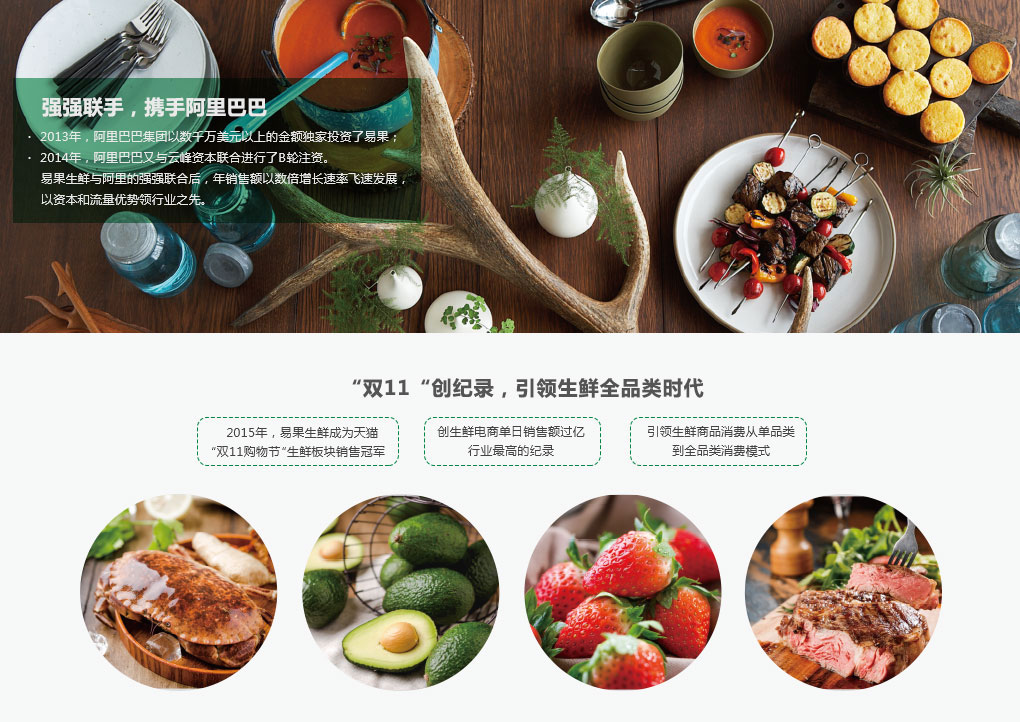 强强联手，携手阿里巴巴
· 2013年，阿里巴巴集团以数千万美元以上的金额独家投资了易果；
· 2014年，阿里巴巴又与云峰资本联合进行了B轮注资。
易果生鲜与阿里的强强联合后，年销售额以数倍增长速率飞速发展，
以资本和流量优势领行业之先。
“双11“创纪录，引领生鲜全品类时代
2015年，易果生鲜成为天猫
“双11购物节“生鲜板块销售冠军
创生鲜电商单日销售额过亿
行业最高的纪录
引领生鲜商品消费从单品类
到全品类消费模式